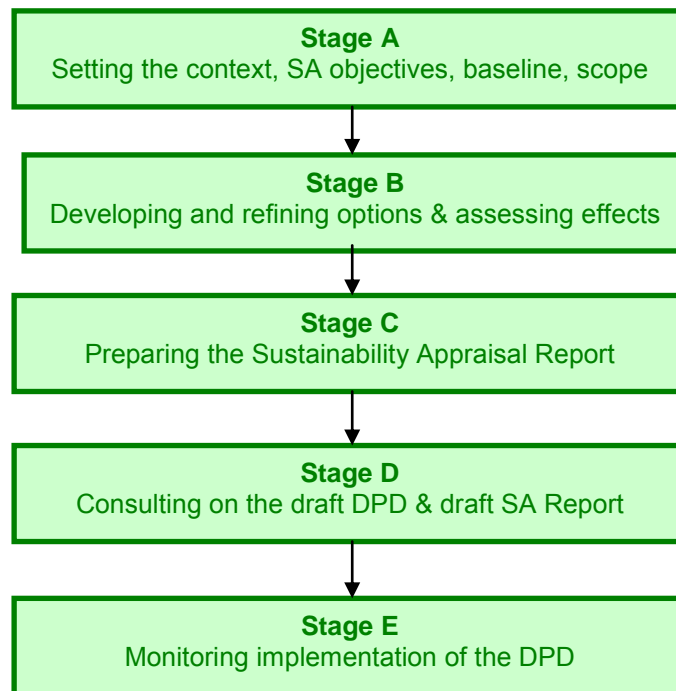 Stage A
Setting the context, SA objectives, baseline, scope
Stage B
Developing and refining options & assessing effects
Stage C
Preparing the Sustainability Appraisal Report
Stage D
Consulting on the draft DPD & draft SA Report
Stage E
Monitoring implementation of the DPD